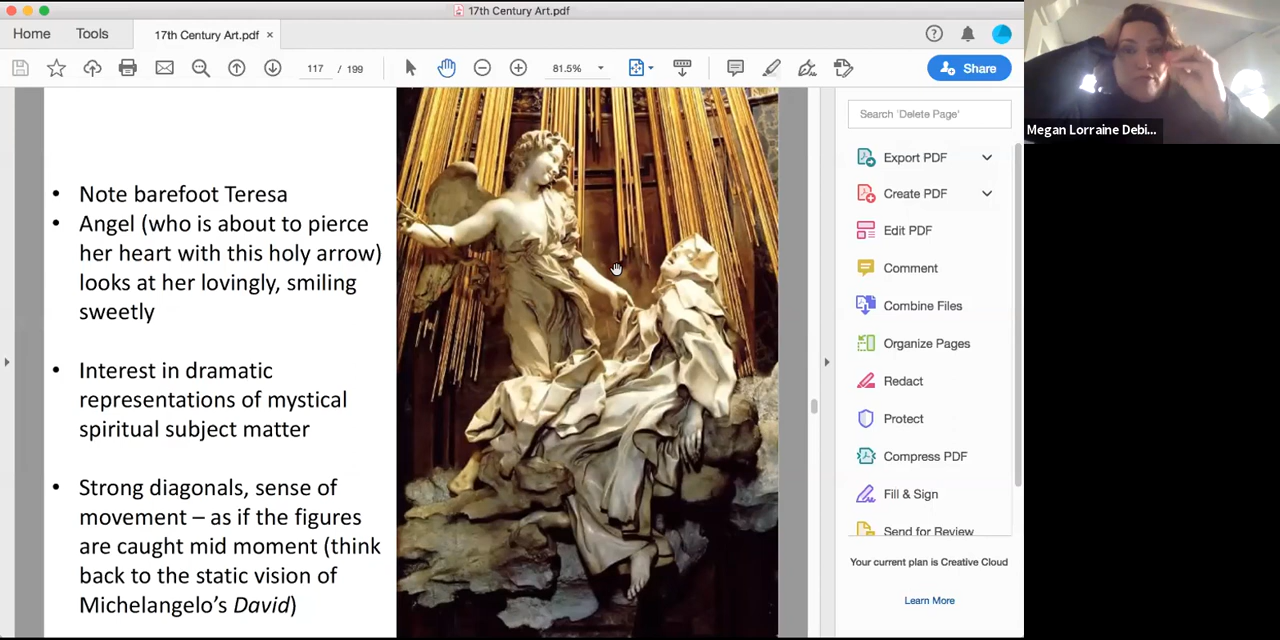 17th Century Art.pdf
Home
Tools
17th Century Art.pdf ×
117 / 199
81.5%
Share
Megan Lorraine Debi...
• Note barefoot Teresa
• Angel (who is about to pierce
her heart with this holy arrow)
looks at her lovingly, smiling
sweetly
• Interest in dramatic
representations of mystical
spiritual subject matter
• Strong diagonals, sense of
movement – as if the figures
are caught mid moment (think
back to the static vision of
Michelangelo's David)
Search 'Delete Page'
Export PDF
Create PDF
Edit PDF
Comment
Combine Files
Organize Pages
Redact
Protect
Compress PDF
Fill & Sign
Send for Review
Your current plan is Creative Cloud
Learn More